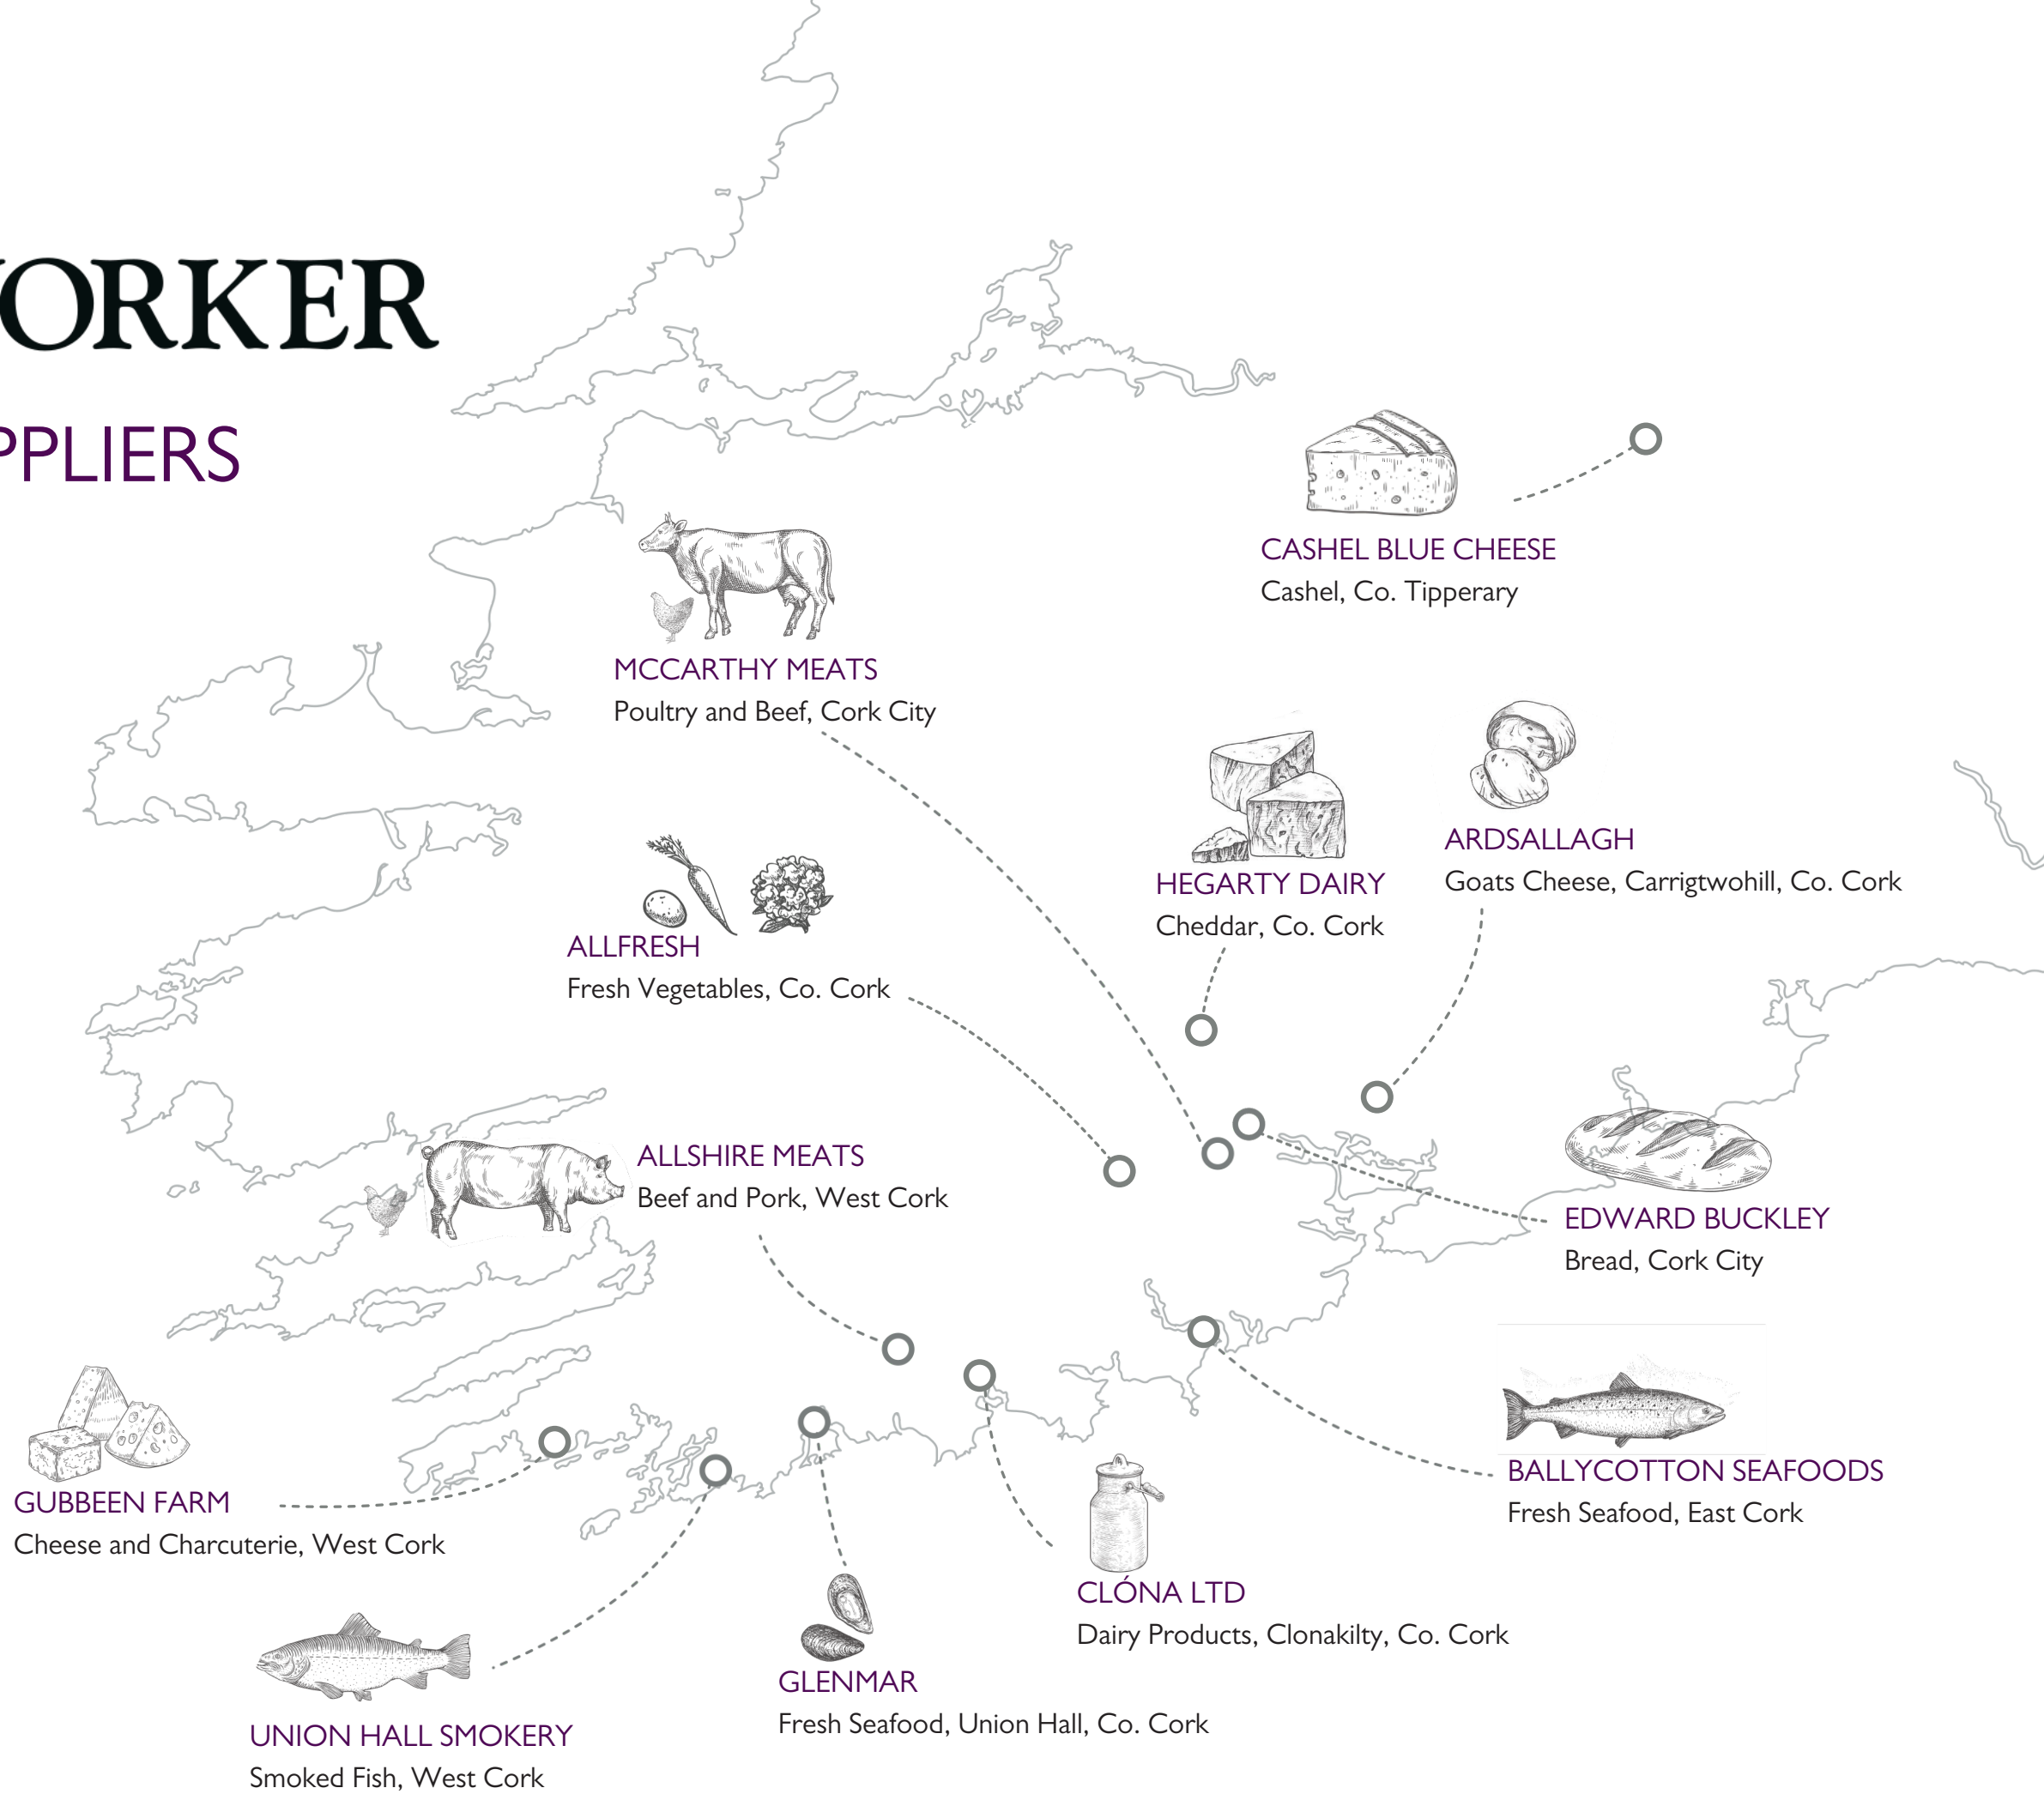 ORKER
PPLIERS
CASHEL BLUE CHEESE
Cashel, Co. Tipperary
MCCARTHY MEATS
Poultry and Beef, Cork City
ARDSALLAGH
Goats Cheese, Carrigtwohill, Co. Cork
HEGARTY DAIRY
Cheddar, Co. Cork
ALLFRESH
Fresh Vegetables, Co. Cork
ALLSHIRE MEATS
Beef and Pork, West Cork
EDWARD BUCKLEY
Bread, Cork City
BALLYCOTTON SEAFOODS
Fresh Seafood, East Cork
GUBBEEN FARM
Cheese and Charcuterie, West Cork
CLÓNA LTD
Dairy Products, Clonakilty, Co. Cork
GLENMAR
Fresh Seafood, Union Hall, Co. Cork
UNION HALL SMOKERY
Smoked Fish, West Cork